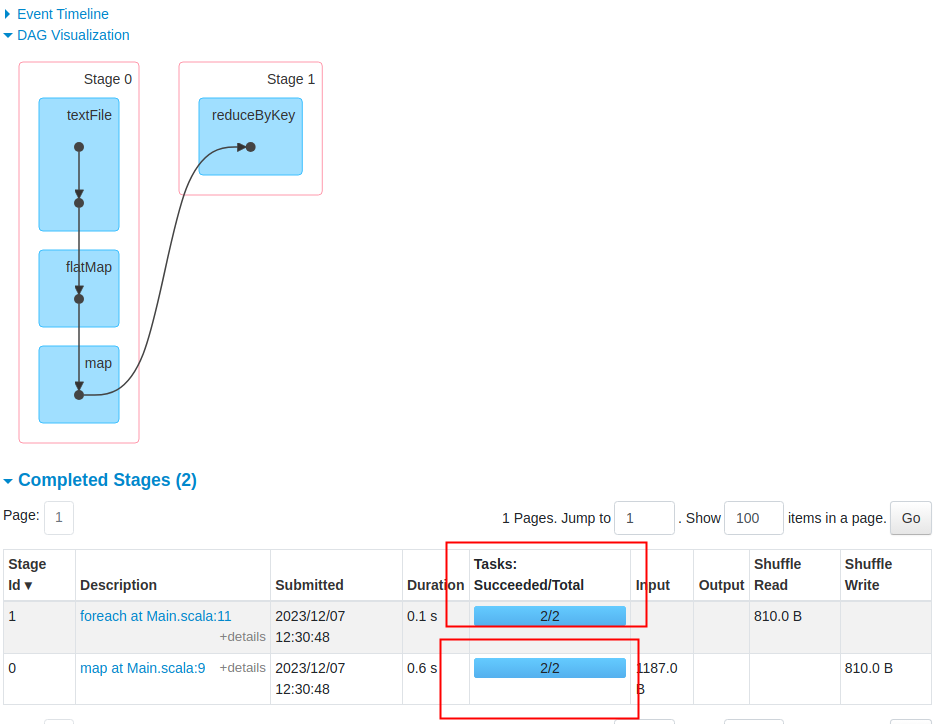 Event Timeline
DAG Visualization
Stage 0
Stage 1
textFile
reduceByKey
flatMap
map
Completed Stages (2)
Page: 1
1 Pages. Jump to 1 . Show 100 items in a page. Go
Stage Id ▾ Description Submitted Duration Tasks: Succeeded/Total Input Output Shuffle Read Shuffle Write
1 foreach at Main.scala:11 +details 2023/12/07 12:30:48 0.1 s 2/2 810.0 B
0 map at Main.scala:9 +details 2023/12/07 12:30:48 0.6 s 2/2 1187.0 B 810.0 B